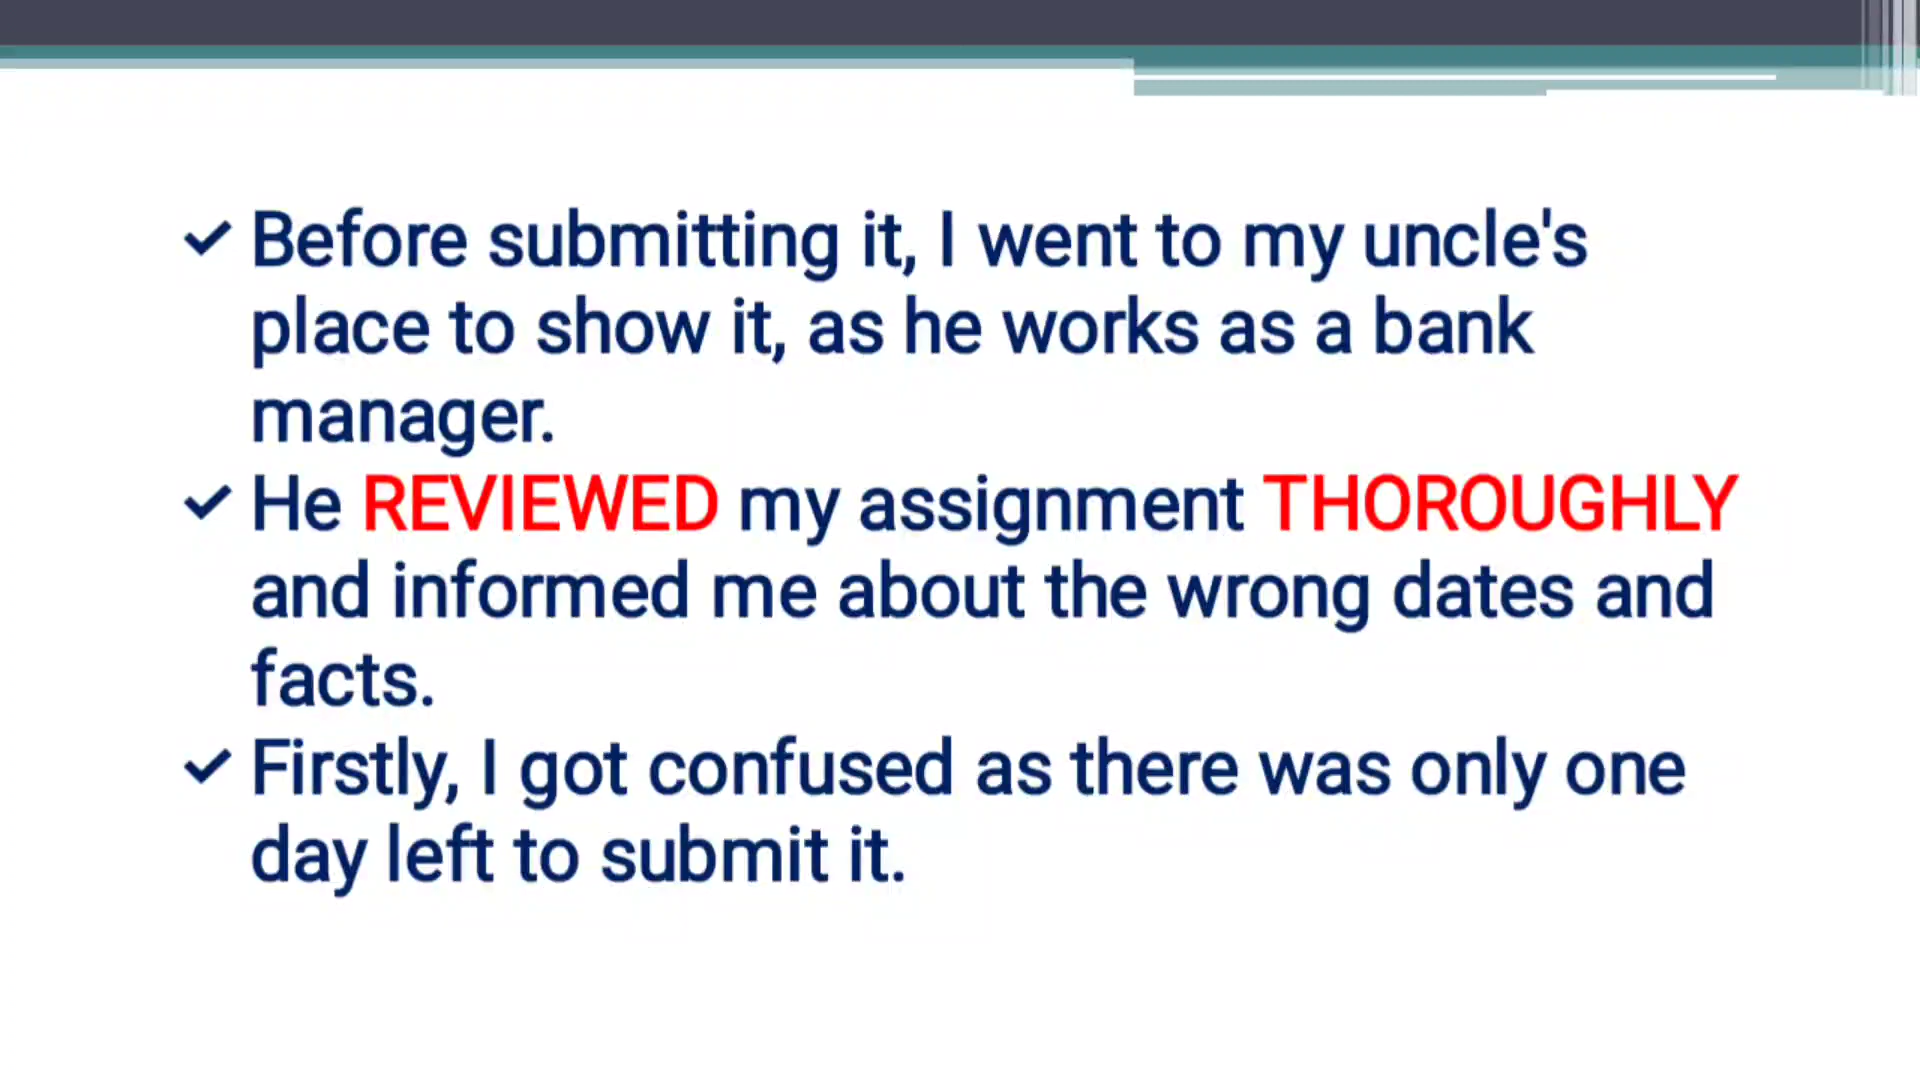 Before submitting it, I went to my uncle's
place to show it, as he works as a bank
manager.
He REVIEWED my assignment THOROUGHLY
and informed me about the wrong dates and
facts.
Firstly, I got confused as there was only one
day left to submit it.